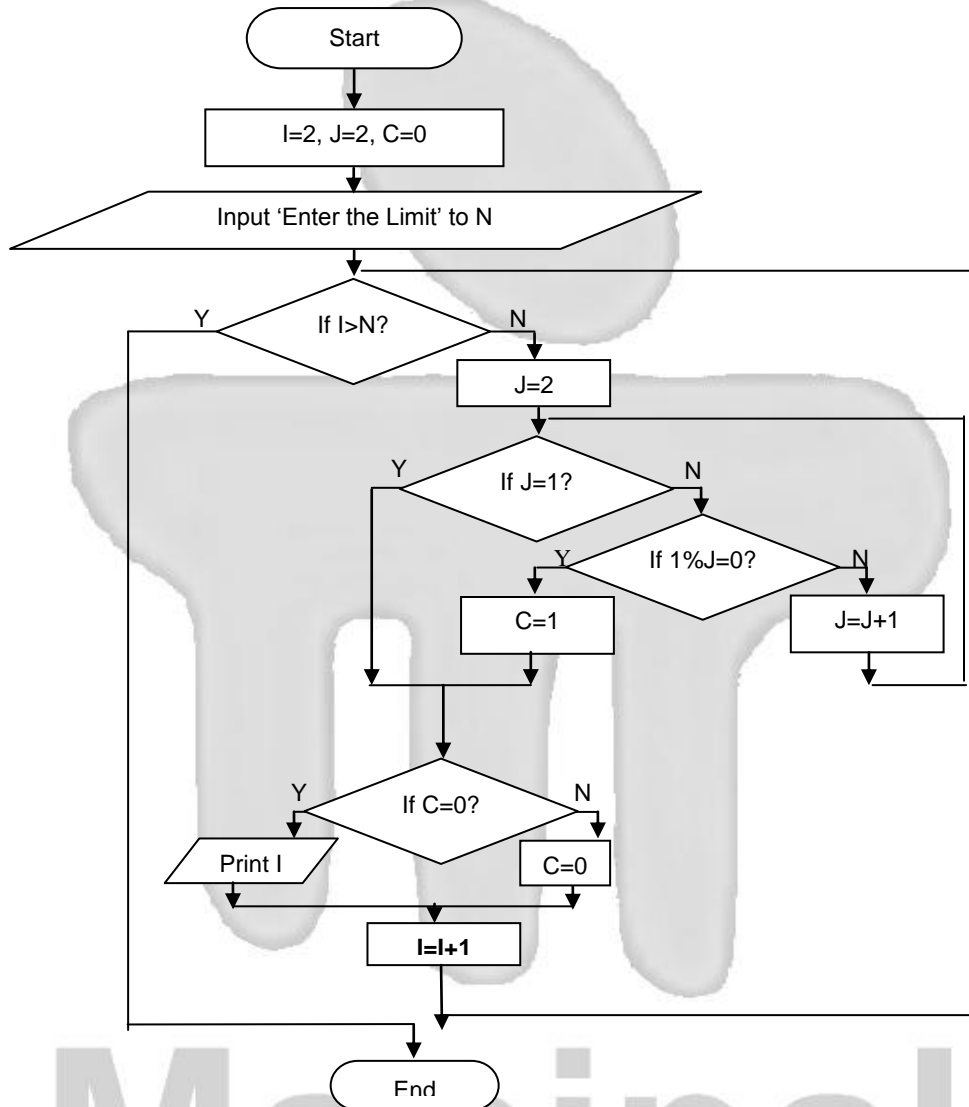 Start
I=2, J=2, C=0
Input ‘Enter the Limit’ to N
Y
If I>N?
N
J=2
Y
If J=1?
N
Y
If 1%J=0?
N
C=1
J=J+1
Y
If C=0?
N
Print I
C=0
I=I+1
End
Manipal